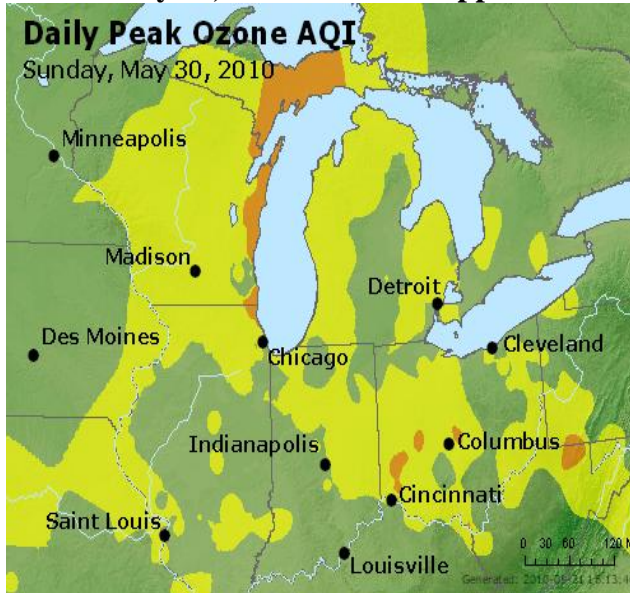 Daily Peak Ozone AQI
Sunday, May 30, 2010
Minneapolis
Madison
Detroit
Des Moines
Chicago
Cleveland
Indianapolis
Columbus
Cincinnati
Saint Louis
Louisville
0 30 60 120 M
Generated: